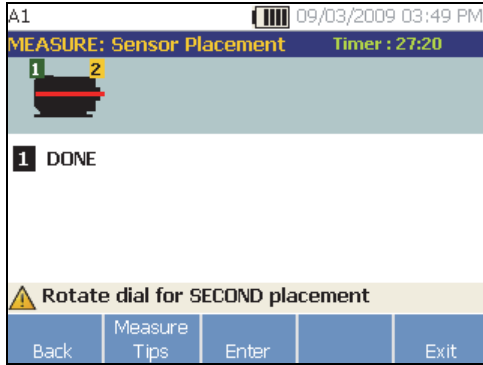 A1 09/03/2009 03:49 PM
MEASURE: Sensor Placement Timer : 27:20
1 2
1 DONE
Rotate dial for SECOND placement
Back Measure Tips Enter Exit